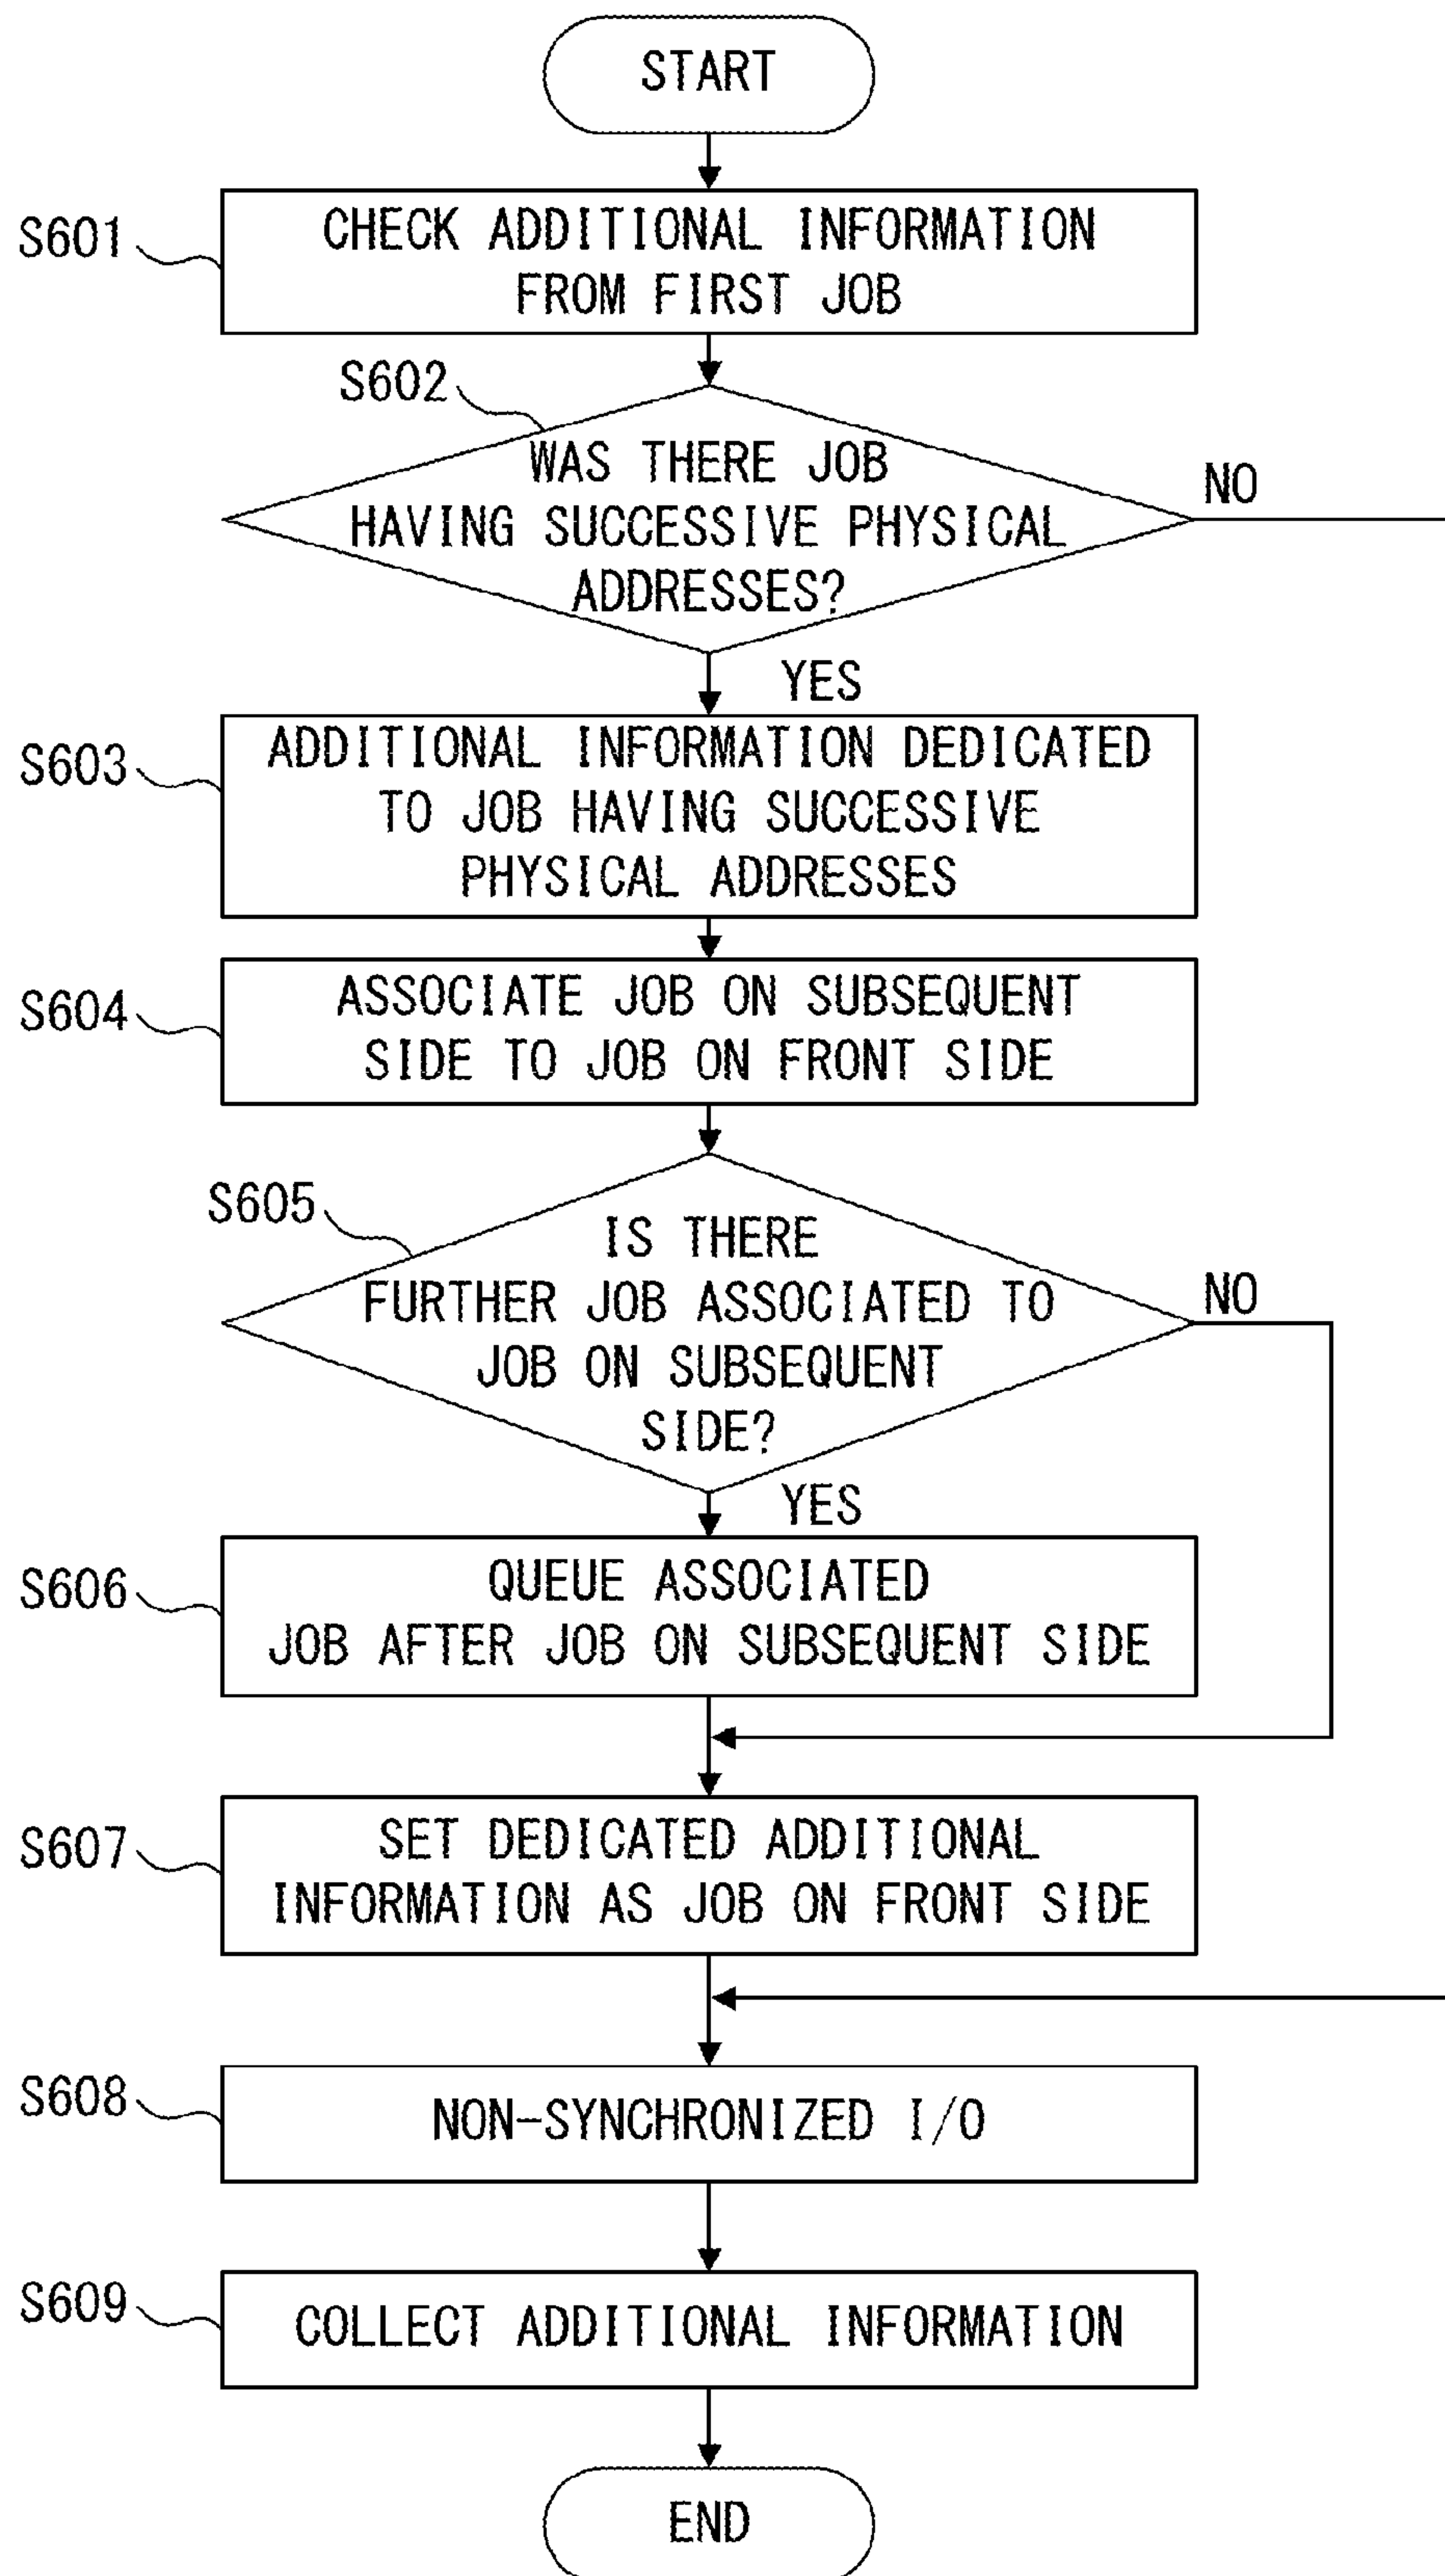 START
S601
CHECK ADDITIONAL INFORMATION
FROM FIRST JOB
S602
WAS THERE JOB
HAVING SUCCESSIVE PHYSICAL
ADDRESSES?
NO
YES
S603
ADDITIONAL INFORMATION DEDICATED
TO JOB HAVING SUCCESSIVE
PHYSICAL ADDRESSES
S604
ASSOCIATE JOB ON SUBSEQUENT
SIDE TO JOB ON FRONT SIDE
S605
IS THERE
FURTHER JOB ASSOCIATED TO
JOB ON SUBSEQUENT
SIDE?
NO
YES
S606
QUEUE ASSOCIATED
JOB AFTER JOB ON SUBSEQUENT SIDE
S607
SET DEDICATED ADDITIONAL
INFORMATION AS JOB ON FRONT SIDE
S608
NON-SYNCHRONIZED I/O
S609
COLLECT ADDITIONAL INFORMATION
END